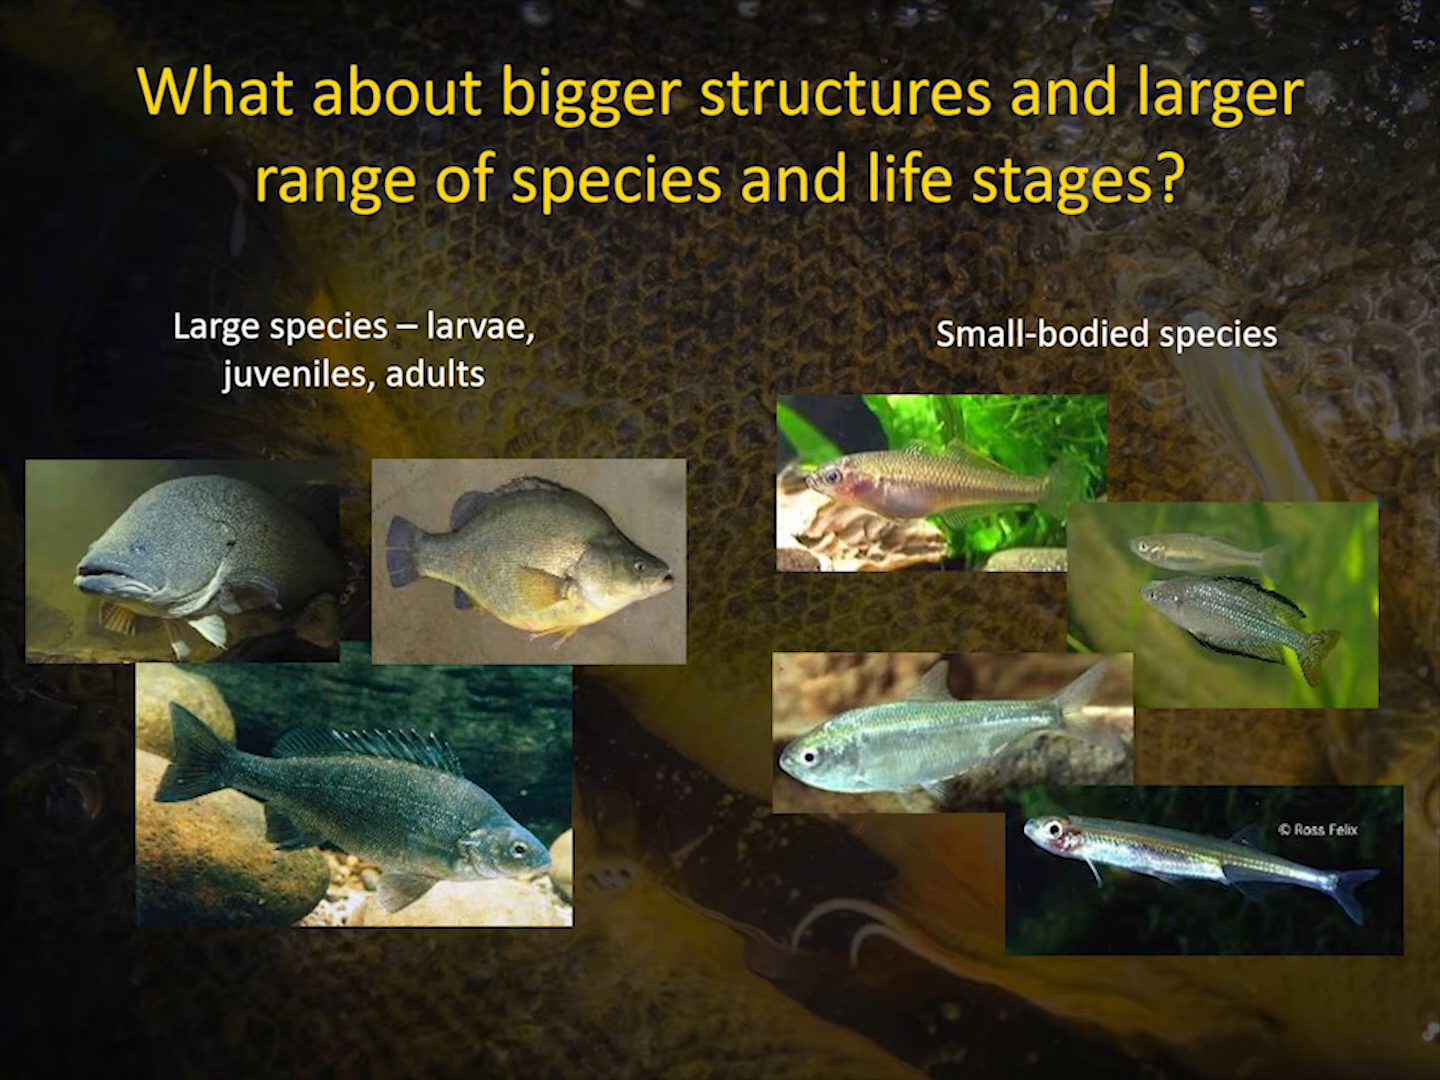 What about bigger structures and larger
range of species and life stages?
Large species – larvae,
juveniles, adults
Small-bodied species
© Ross Felix